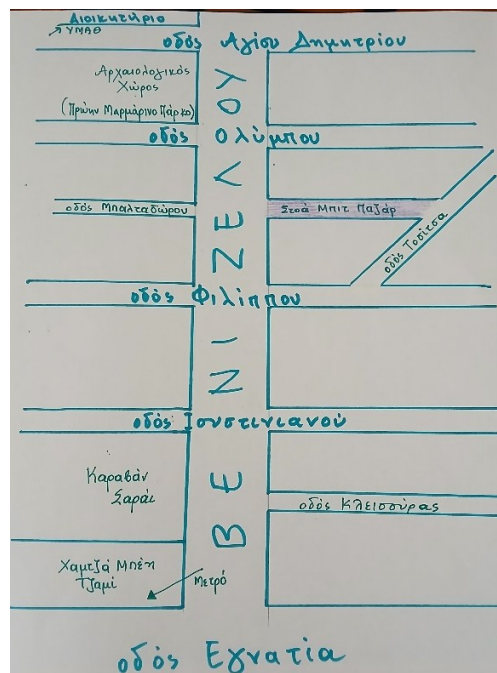 Διοικητήριο
ΥΜΑΘ
οδός Αγίου Δημητρίου
Αρχαιολογικός
Χώρος
(Πρώην Μαρμάρινο Πάρκο)
οδός Ολύμπου
οδός Μπαλταδώρου
Στοά Μπιτ Παζάρ
οδός Τοσίτσα
οδός Φιλίππου
οδός Ιουστινιανού
ΒΕΝΙΖΕΛΟΥ
Καραβάν
Σαράι
οδός Κλεισούρας
Χαμτζά Μπέη
Τζαμί
Μετρό
οδός Εγνατία